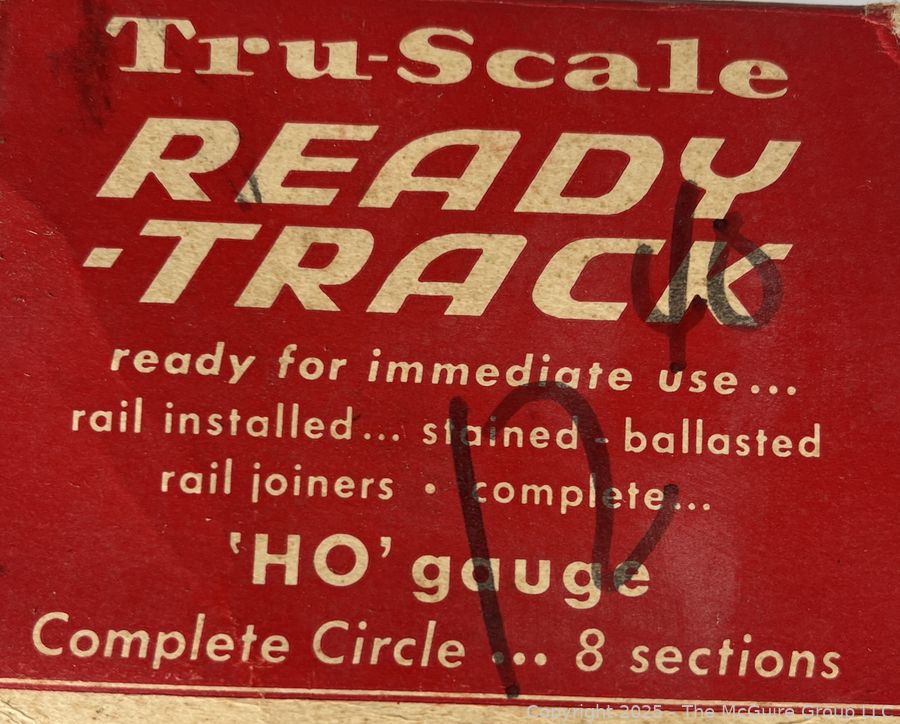 Tru-Scale
READY
-TRACK
ready for immediate use...
rail installed... stained - ballasted
rail joiners • complete...
'HO' gauge
Complete Circle ... 8 sections
Copyright 2025 - The McGuire Group LLC